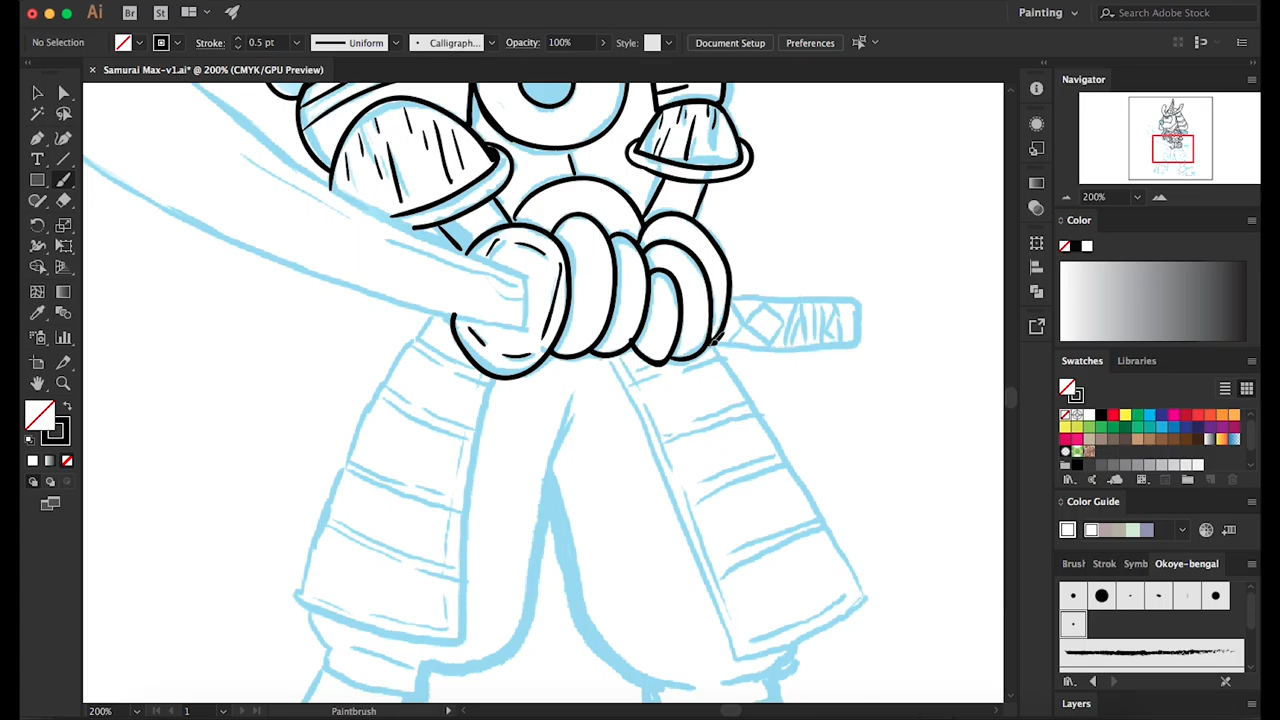 Ai Br St Painting Search Adobe Stock
No Selection Stroke: 0.5 pt Uniform Calligraph... Opacity: 100% Style: Document Setup Preferences
× Samurai Max-v1.ai* @ 200% (CMYK/GPU Preview)
Navigator
200%
Color
Swatches Libraries
Color Guide
Brush Strok Symb Okoye-bengal
Layers
200% 1 Paintbrush